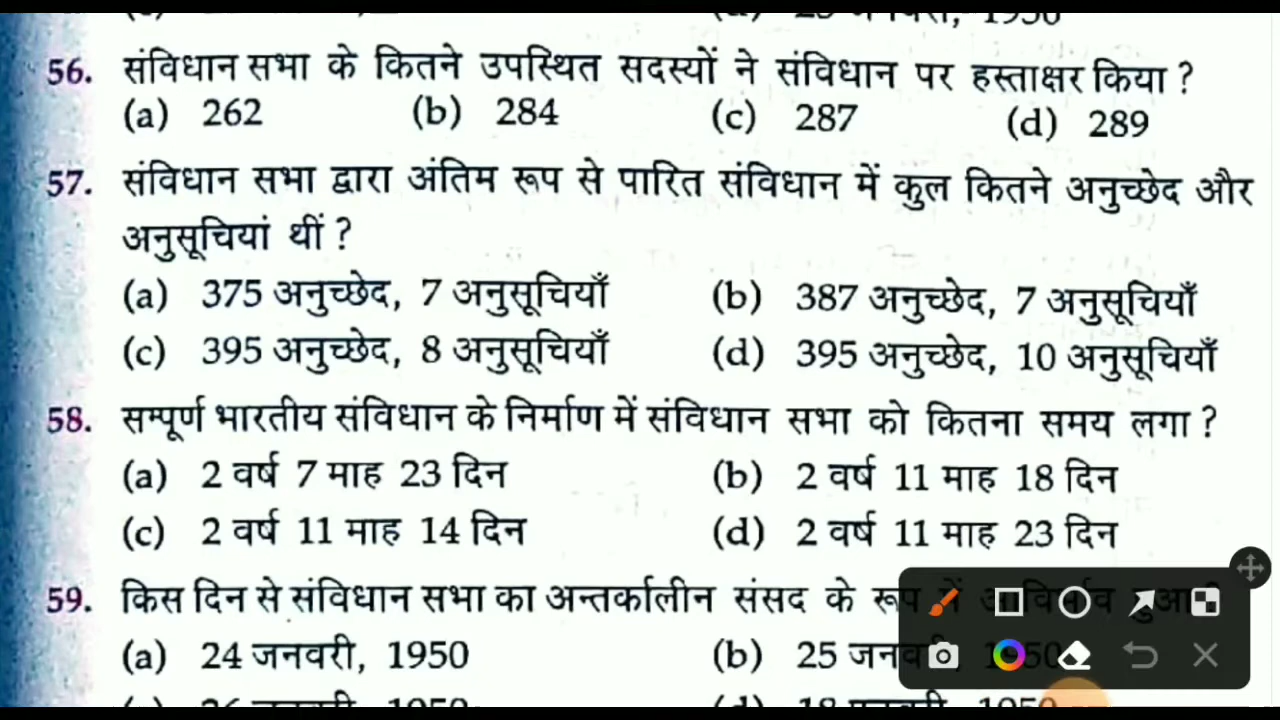 56. संविधान सभा के कितने उपस्थित सदस्यों ने संविधान पर हस्ताक्षर किया ?
(a) 262 (b) 284 (c) 287 (d) 289
57. संविधान सभा द्वारा अंतिम रूप से पारित संविधान में कुल कितने अनुच्छेद और
अनुसूचियां थीं ?
(a) 375 अनुच्छेद, 7 अनुसूचियाँ (b) 387 अनुच्छेद, 7 अनुसूचियाँ
(c) 395 अनुच्छेद, 8 अनुसूचियाँ (d) 395 अनुच्छेद, 10 अनुसूचियाँ
58. सम्पूर्ण भारतीय संविधान के निर्माण में संविधान सभा को कितना समय लगा ?
(a) 2 वर्ष 7 माह 23 दिन (b) 2 वर्ष 11 माह 18 दिन
(c) 2 वर्ष 11 माह 14 दिन (d) 2 वर्ष 11 माह 23 दिन
59. किस दिन से संविधान सभा का अन्तर्कालीन संसद के रूप में
(a) 24 जनवरी, 1950 (b) 25 1950